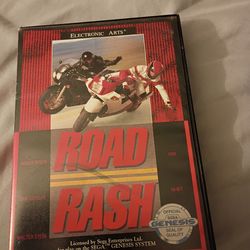 ELECTRONIC ARTS®
ROAD
RASH
OFFICIAL
SEGA
GENESIS
SEAL OF
QUALITY
Licensed by Sega Enterprises Ltd.
for play on the SEGA™ GENESIS SYSTEM